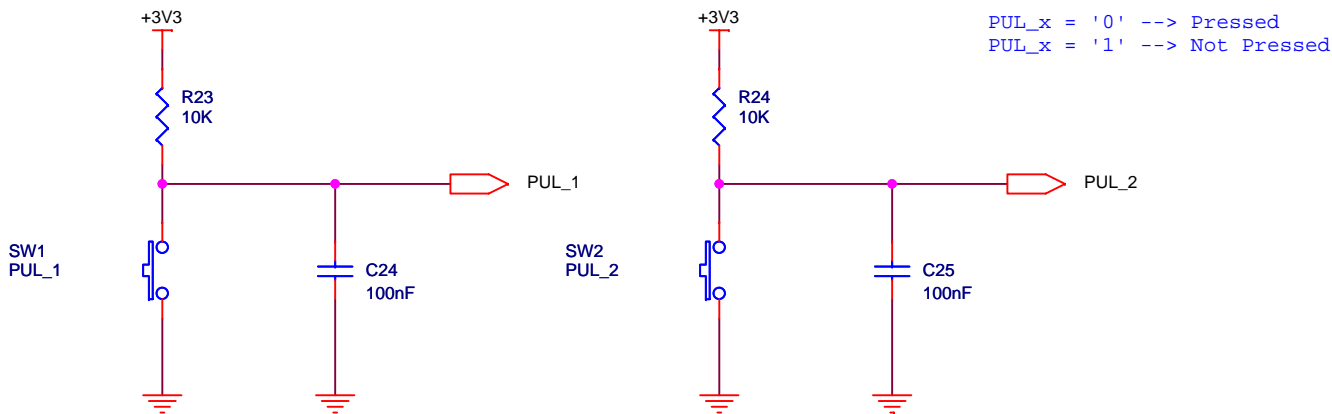 +3V3
+3V3
PUL_x = '0' --> Pressed
PUL_x = '1' --> Not Pressed
R23
10K
R24
10K
PUL_1
PUL_2
SW1
PUL_1
C24
100nF
SW2
PUL_2
C25
100nF